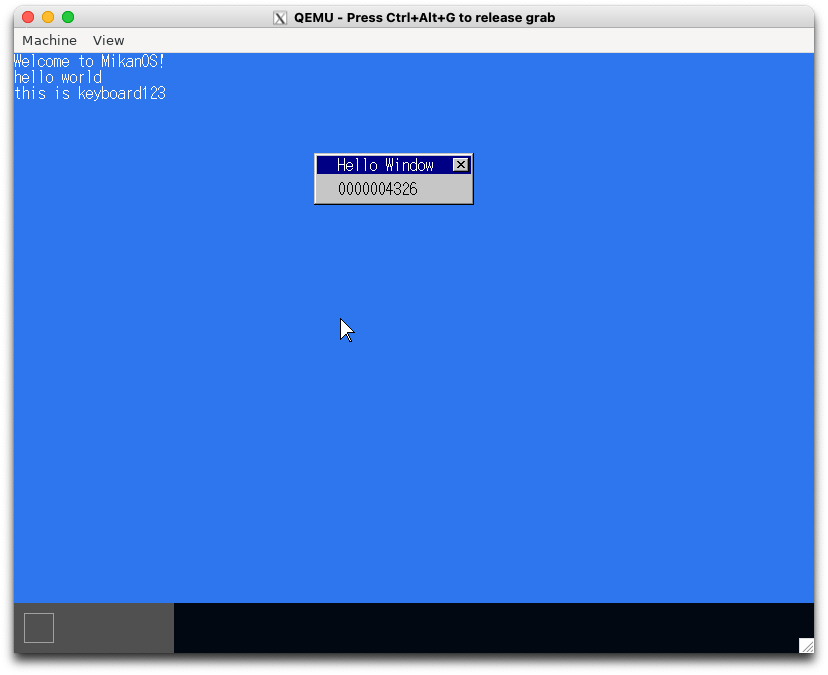 QEMU - Press Ctrl+Alt+G to release grab
Machine View
Welcome to MikanOS!
hello world
this is keyboard123
Hello Window
0000004326